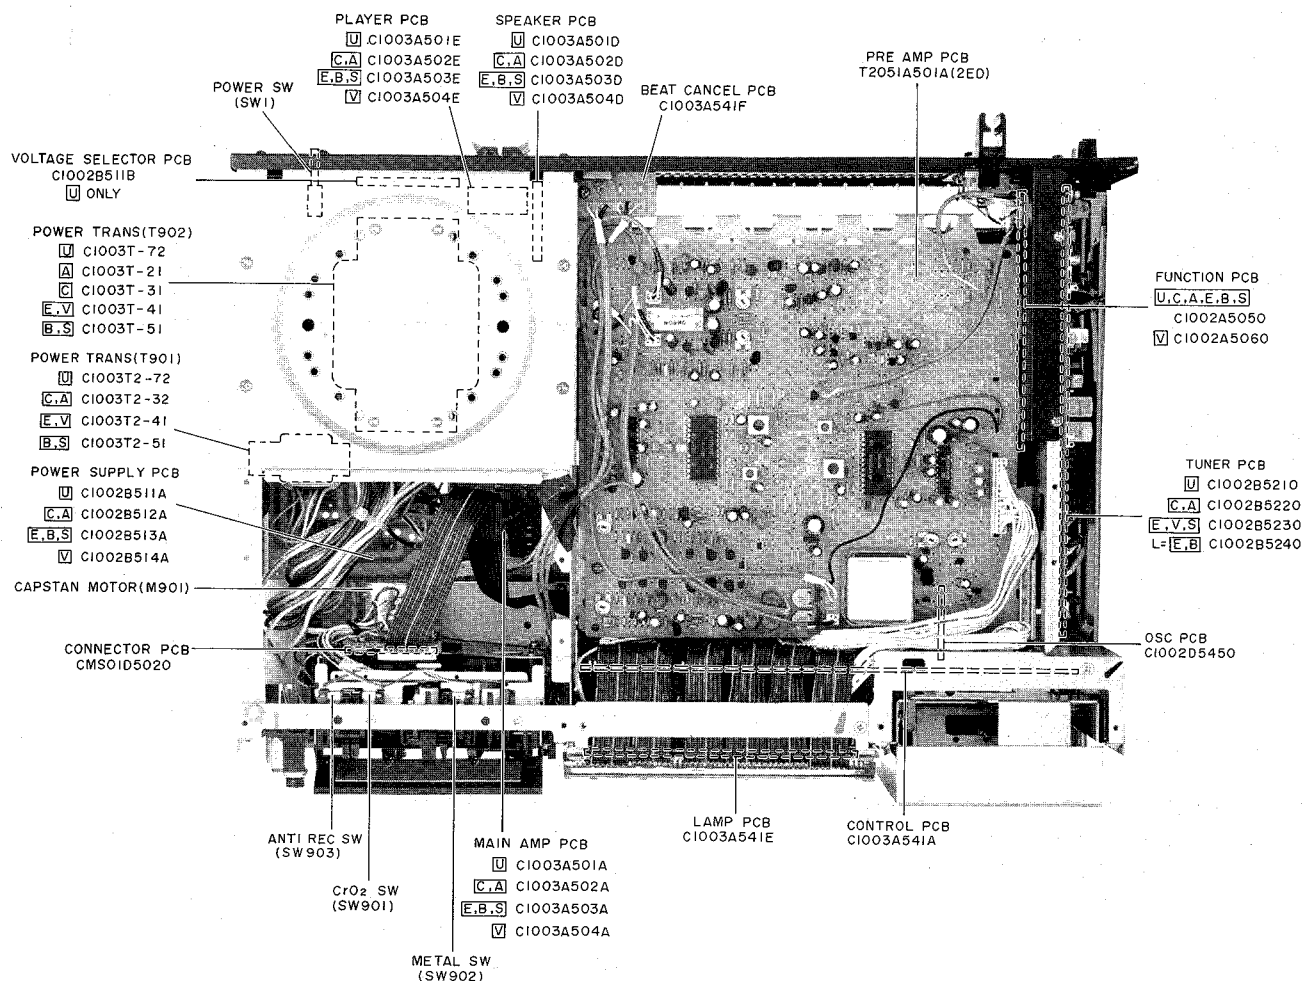 PLAYER PCB
U C1003A501E
C,A C1003A502E
E,B,S C1003A503E
V C1003A504E
SPEAKER PCB
U C1003A501D
C,A C1003A502D
E,B,S C1003A503D
V C1003A504D
BEAT CANCEL PCB
C1003A541F
PRE AMP PCB
T2051A501A(2ED)
POWER SW
(SW1)
VOLTAGE SELECTOR PCB
C1002B511B
U ONLY
POWER TRANS(T902)
U C1003T-72
A C1003T-21
C C1003T-31
E,V C1003T-41
B,S C1003T-51
POWER TRANS(T901)
U C1003T2-72
C,A C1003T2-32
E,V C1003T2-41
B,S C1003T2-51
POWER SUPPLY PCB
U C1002B511A
C,A C1002B512A
E,B,S C1002B513A
V C1002B514A
CAPSTAN MOTOR(M901)
CONNECTOR PCB
CMS01D5020
FUNCTION PCB
U,C,A,E,B,S
C1002A5050
V C1002A5060
TUNER PCB
U C1002B5210
C,A C1002B5220
E,V,S C1002B5230
L=E,B C1002B5240
OSC PCB
C1002D5450
ANTI REC SW
(SW903)
CrO2 SW
(SW901)
METAL SW
(SW902)
MAIN AMP PCB
U C1003A501A
C,A C1003A502A
E,B,S C1003A503A
V C1003A504A
LAMP PCB
C1003A541E
CONTROL PCB
C1003A541A